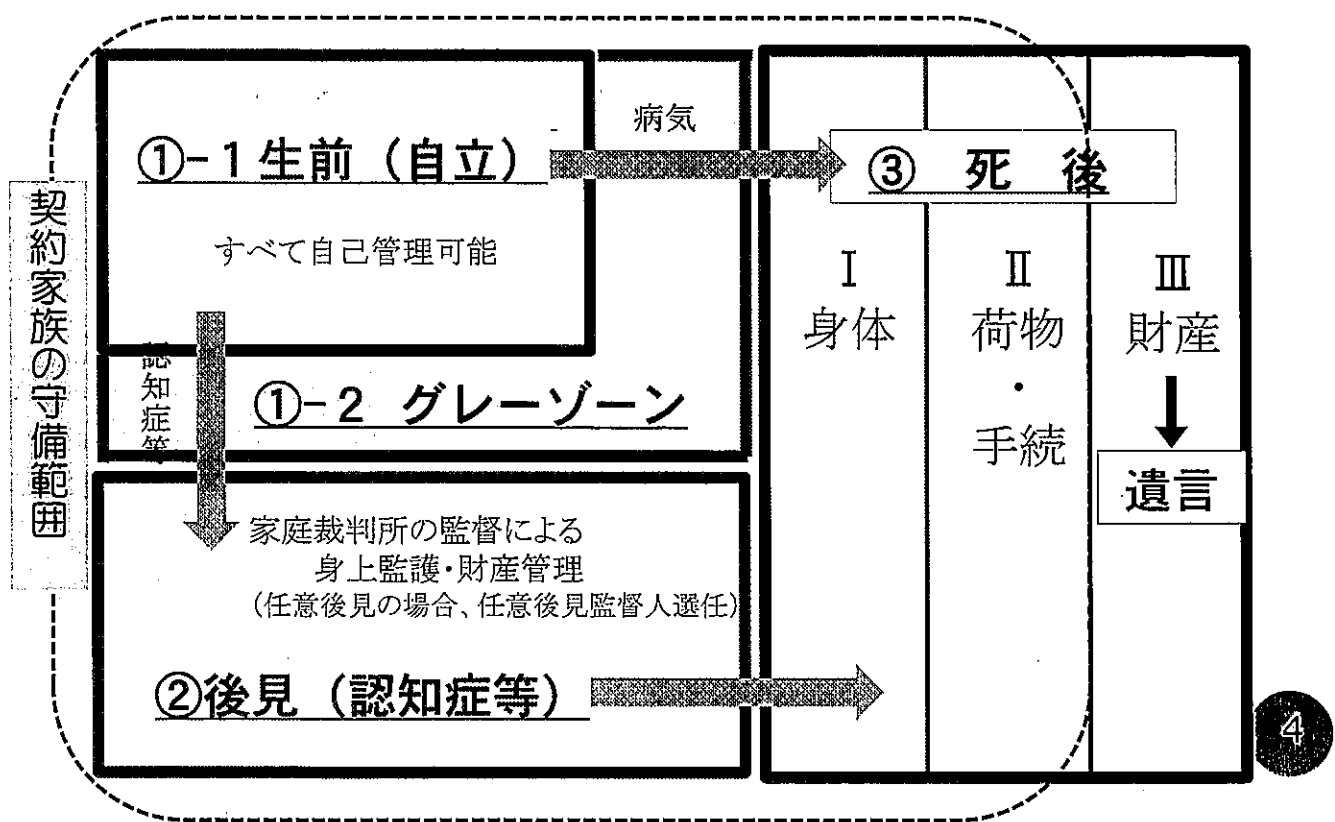 契約家族の守備範囲
①-1 生前（自立）
すべて自己管理可能
病気
認知症等
①-2 グレーゾーン
家庭裁判所の監督による
身上監護・財産管理
（任意後見の場合、任意後見監督人選任）
②後見（認知症等）
③ 死 後
Ⅰ
身体
Ⅱ
荷物
・
手続
Ⅲ
財産
遺言
4